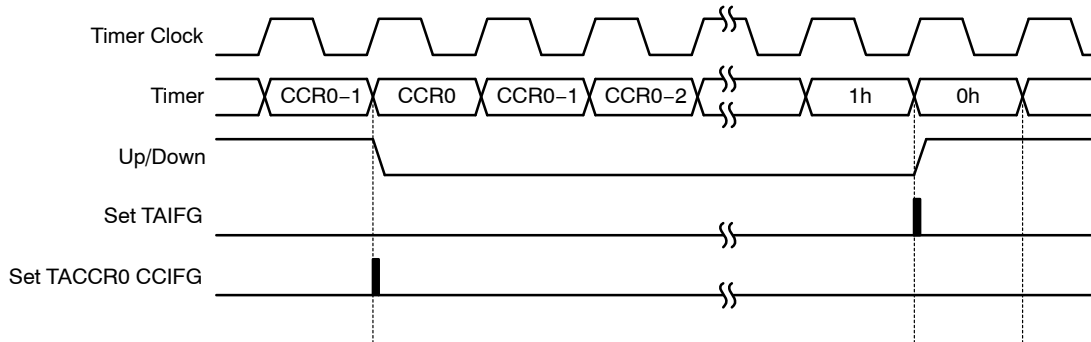 Timer Clock
Timer
CCR0−1 CCR0 CCR0−1 CCR0−2 1h 0h
Up/Down
Set TAIFG
Set TACCR0 CCIFG